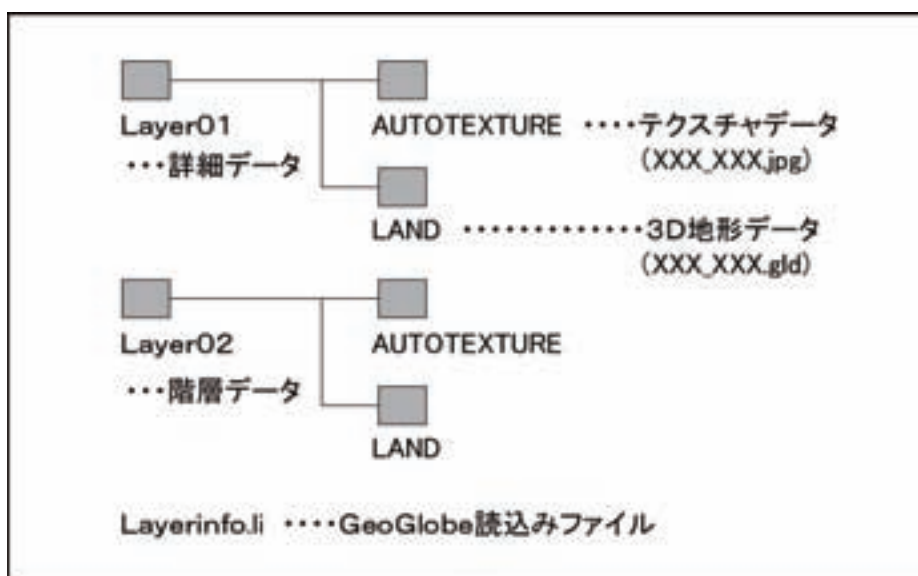 Layer01
・・・詳細データ
AUTOTEXTURE ・・・・テクスチャデータ
(XXX_XXX.jpg)
LAND ・・・・・・・・・・・・・3D地形データ
(XXX_XXX.gld)
Layer02
・・・階層データ
AUTOTEXTURE
LAND
Layerinfo.li ・・・・GeoGlobe読込みファイル